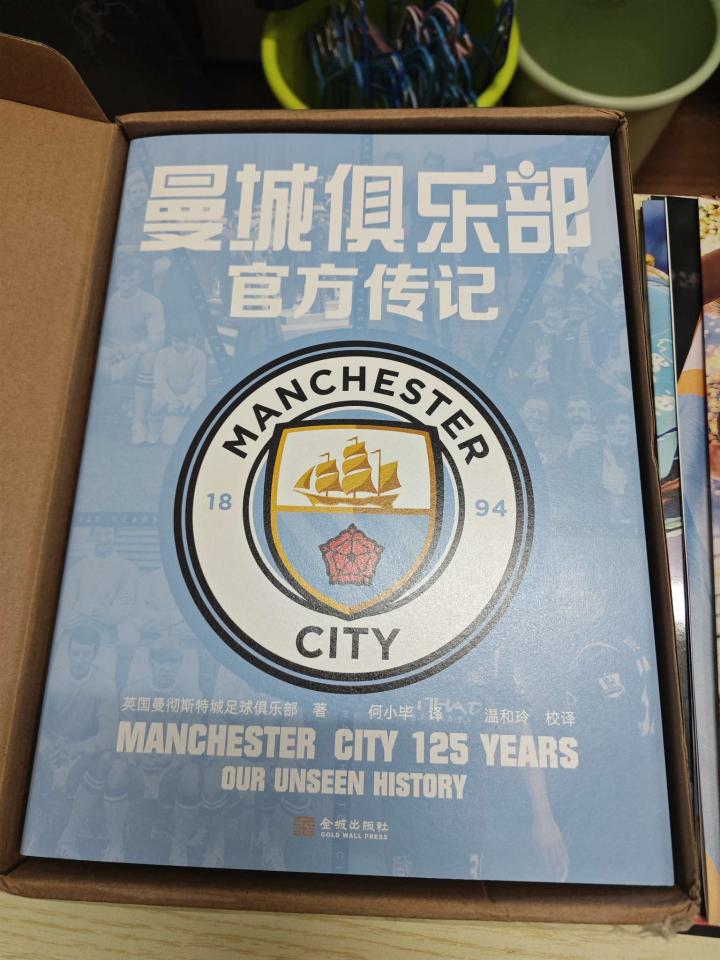 曼城俱乐部
官方传记
MANCHESTER
18 94
CITY
英国曼彻斯特城足球俱乐部 著 何小毕 译 温和玲 校译
MANCHESTER CITY 125 YEARS
OUR UNSEEN HISTORY
金城出版社
GOLD WALL PRESS